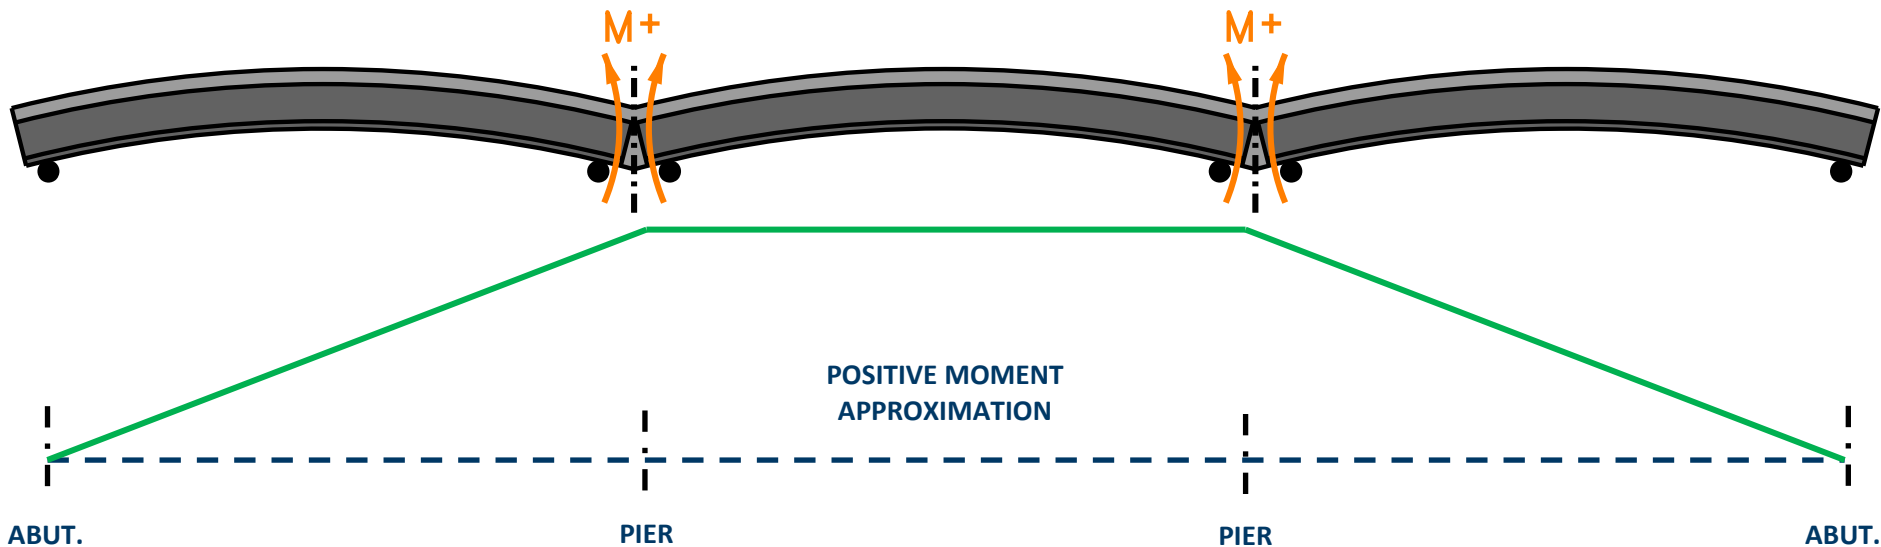 M+
M+
POSITIVE MOMENT
APPROXIMATION
ABUT.
PIER
PIER
ABUT.